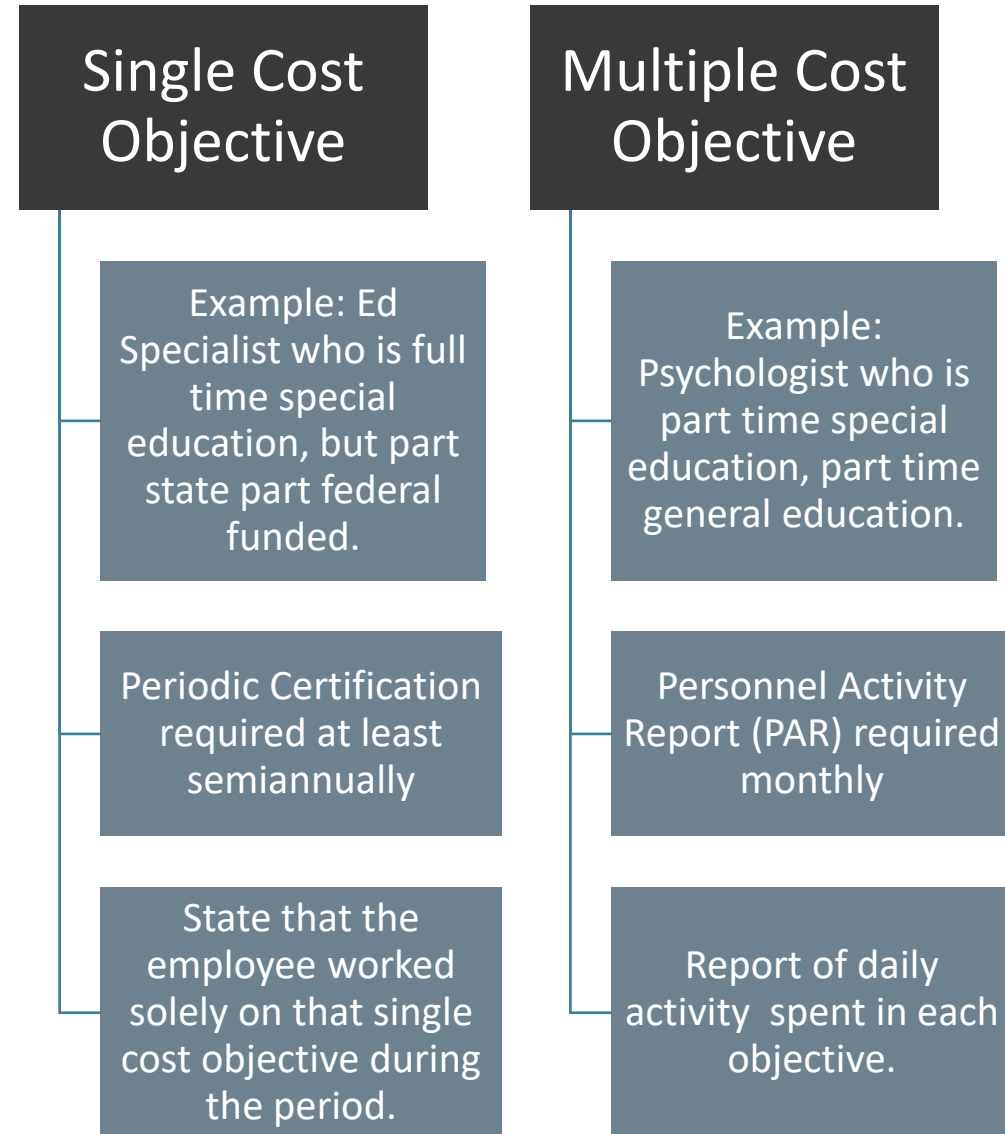 Single Cost
Objective
Example: Ed
Specialist who is full
time special
education, but part
state part federal
funded.
Periodic Certification
required at least
semiannually
State that the
employee worked
solely on that single
cost objective during
the period.
Multiple Cost
Objective
Example:
Psychologist who is
part time special
education, part time
general education.
Personnel Activity
Report (PAR) required
monthly
Report of daily
activity  spent in each
objective.